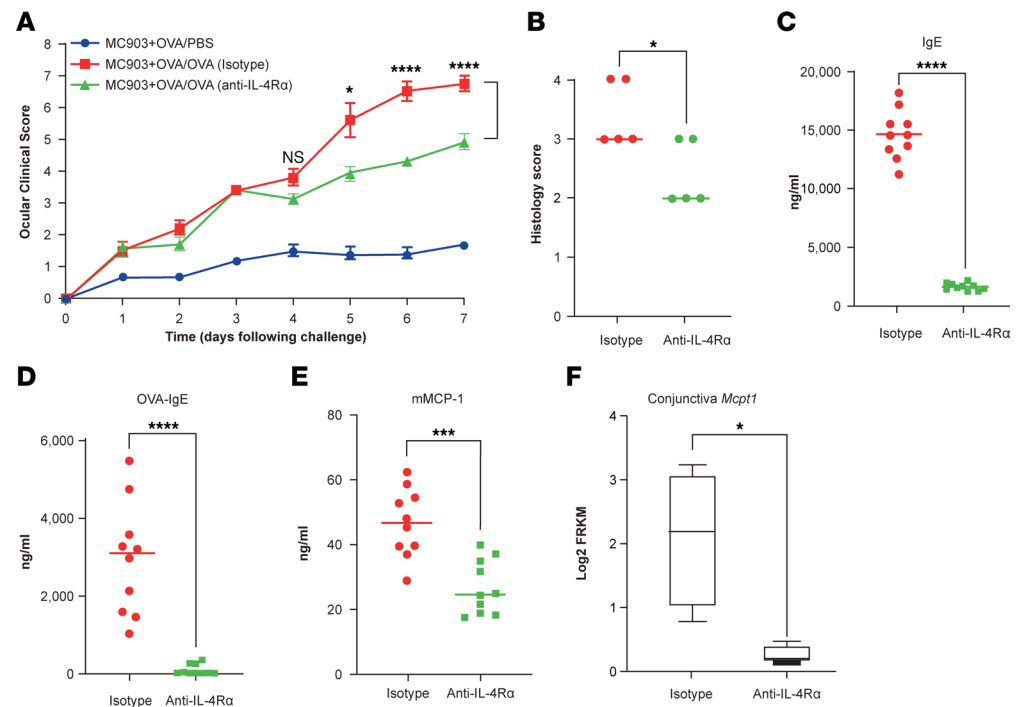 A
MC903+OVA/PBS
MC903+OVA/OVA (Isotype)
MC903+OVA/OVA (anti-IL-4Rα)
Ocular Clinical Score
8
7
6
5
4
3
2
1
0
NS
*
****
****
0 1 2 3 4 5 6 7
Time (days following challenge)
B
Histology score
4
3
2
1
0
*
Isotype Anti-IL-4Rα
C
IgE
ng/ml
20,000
15,000
10,000
5,000
0
****
Isotype Anti-IL-4Rα
D
OVA-IgE
ng/ml
6,000
4,000
2,000
0
****
Isotype Anti-IL-4Rα
E
mMCP-1
ng/ml
80
60
40
20
0
***
Isotype Anti-IL-4Rα
F
Conjunctiva Mcpt1
Log2 FRKM
4
3
2
1
0
*
Isotype Anti-IL-4Rα